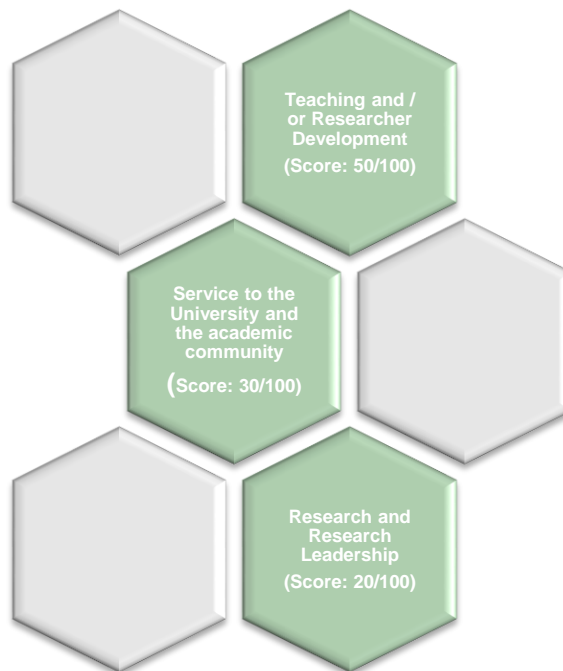 Teaching and /
or Researcher
Development
(Score: 50/100)
Service to the
University and
the academic
community
(Score: 30/100)
Research and
Research
Leadership
(Score: 20/100)